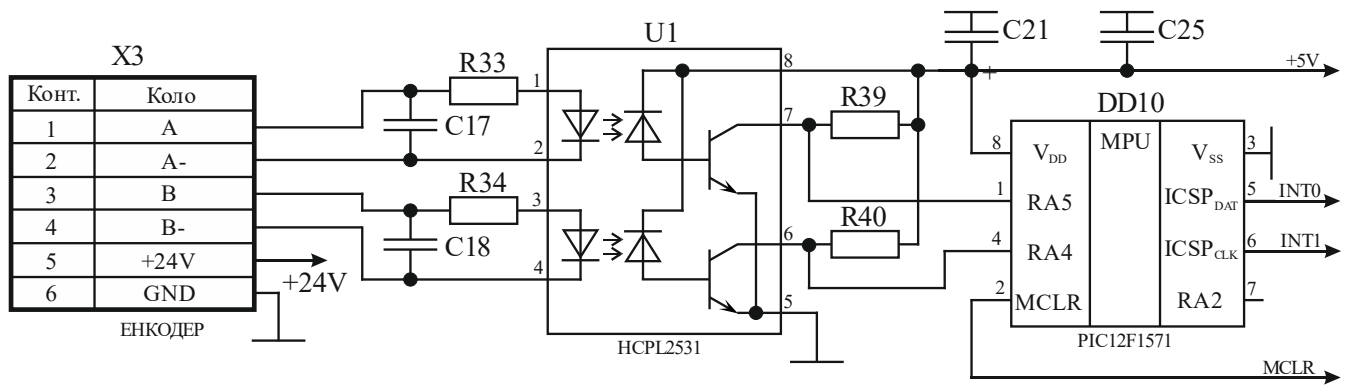 C21 C25
U1
X3
+5V
R33 1 8
Конт. Коло
R39 DD10
1 A
C17 7
MPU
2 A-
2
8 VDD VSS 3
3 B
R34 3
1 RA5 ICSPDAT 5 INT0
4 B-
R40
C18 6
4 RA4 ICSPCLK 6 INT1
5 +24V
4
+24V
6 GND
2 MCLR RA2 7
5
ЕНКОДЕР
HCPL2531
PIC12F1571
MCLR
+